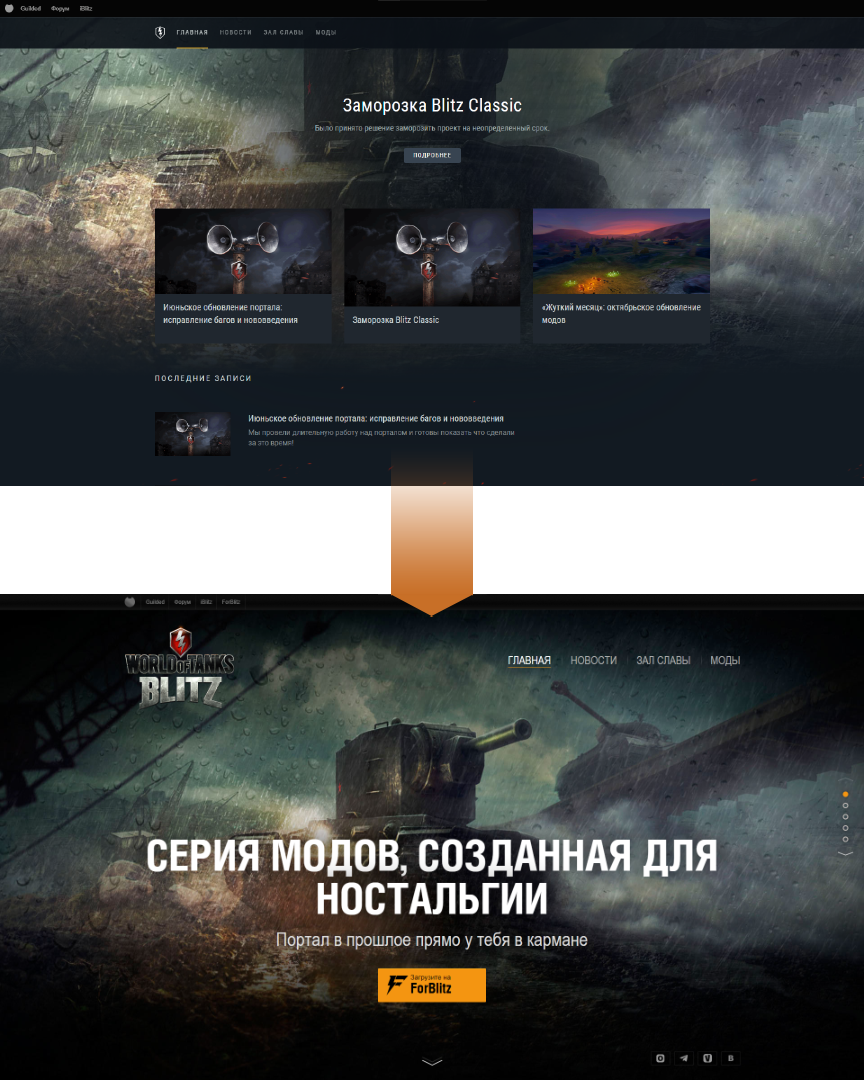 Guilded Форум iBlitz
ГЛАВНАЯ НОВОСТИ ЗАЛ СЛАВЫ МОДЫ
Заморозка Blitz Classic
Было принято решение заморозить проект на неопределенный срок.
ПОДРОБНЕЕ
Июньское обновление портала:
исправление багов и нововведения
Заморозка Blitz Classic
«Жуткий месяц»: октябрьское обновление
модов
ПОСЛЕДНИЕ ЗАПИСИ
Июньское обновление портала: исправление багов и нововведения
Мы провели длительную работу над порталом и готовы показать что сделали
за это время!
Guilded Форум iBlitz ForBlitz
WORLD OF TANKS
BLITZ
ГЛАВНАЯ НОВОСТИ ЗАЛ СЛАВЫ МОДЫ
СЕРИЯ МОДОВ, СОЗДАННАЯ ДЛЯ
НОСТАЛЬГИИ
Портал в прошлое прямо у тебя в кармане
Загрузите на
ForBlitz